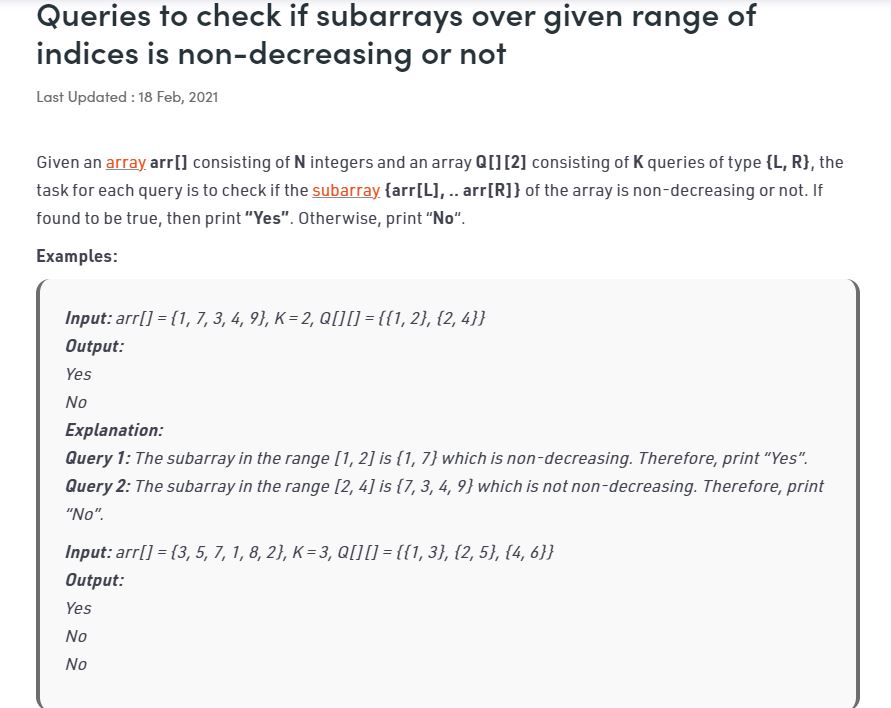 Queries to check if subarrays over given range of
indices is non-decreasing or not
Last Updated : 18 Feb, 2021
Given an array arr[] consisting of N integers and an array Q[][2] consisting of K queries of type {L, R}, the
task for each query is to check if the subarray {arr[L], .. arr[R]} of the array is non-decreasing or not. If
found to be true, then print “Yes”. Otherwise, print “No“.
Examples:
Input: arr[] = {1, 7, 3, 4, 9}, K = 2, Q[][] = {{1, 2}, {2, 4}}
Output:
Yes
No
Explanation:
Query 1: The subarray in the range [1, 2] is {1, 7} which is non-decreasing. Therefore, print “Yes”.
Query 2: The subarray in the range [2, 4] is {7, 3, 4, 9} which is not non-decreasing. Therefore, print
“No”.
Input: arr[] = {3, 5, 7, 1, 8, 2}, K = 3, Q[][] = {{1, 3}, {2, 5}, {4, 6}}
Output:
Yes
No
No